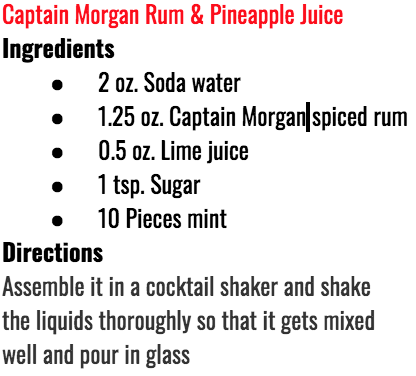 Captain Morgan Rum & Pineapple Juice
Ingredients
● 2 oz. Soda water
● 1.25 oz. Captain Morgan spiced rum
● 0.5 oz. Lime juice
● 1 tsp. Sugar
● 10 Pieces mint
Directions
Assemble it in a cocktail shaker and shake
the liquids thoroughly so that it gets mixed
well and pour in glass